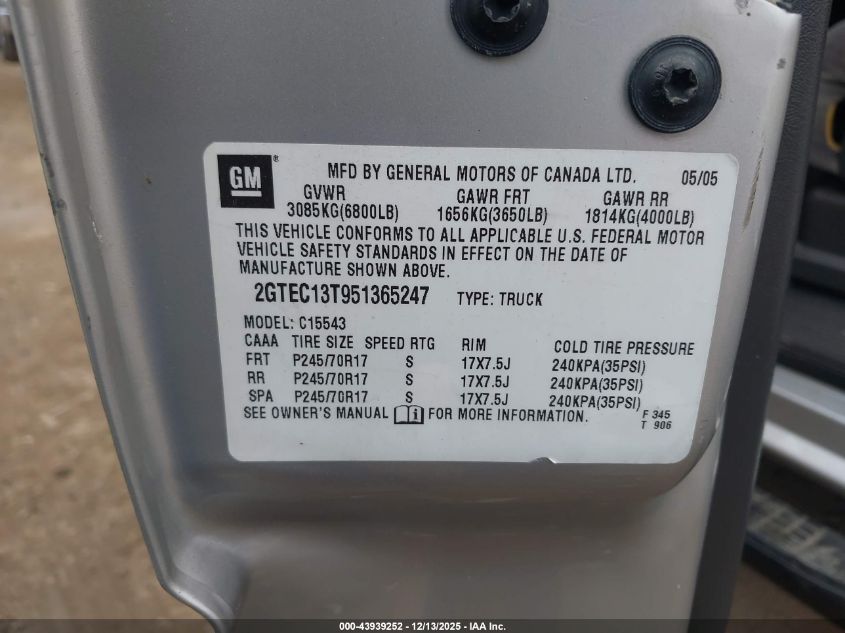 GM® MFD BY GENERAL MOTORS OF CANADA LTD. 05/05
GVWR GAWR FRT GAWR RR
3085KG(6800LB) 1656KG(3650LB) 1814KG(4000LB)
THIS VEHICLE CONFORMS TO ALL APPLICABLE U.S. FEDERAL MOTOR
VEHICLE SAFETY STANDARDS IN EFFECT ON THE DATE OF
MANUFACTURE SHOWN ABOVE.
2GTEC13T951365247 TYPE: TRUCK
MODEL: C15543
CAAA TIRE SIZE SPEED RTG RIM COLD TIRE PRESSURE
FRT P245/70R17 S 17X7.5J 240KPA(35PSI)
RR P245/70R17 S 17X7.5J 240KPA(35PSI)
SPA P245/70R17 S 17X7.5J 240KPA(35PSI)
SEE OWNER'S MANUAL i FOR MORE INFORMATION.
F 345
T 906
000-43939252 - 12/13/2025 - IAA Inc.